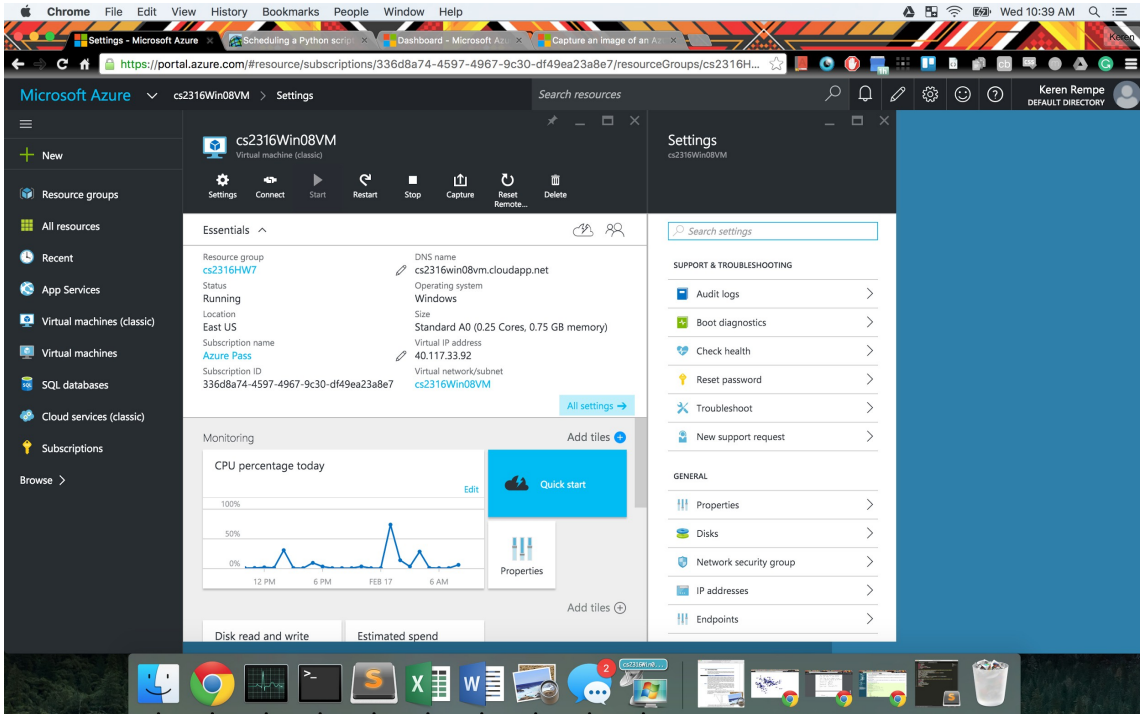 Chrome File Edit View History Bookmarks People Window Help Wed 10:39 AM
Settings - Microsoft Azure Scheduling a Python script Dashboard - Microsoft Azu Capture an image of an Az Keren
https://portal.azure.com/#resource/subscriptions/336d8a74-4597-4967-9c30-df49ea23a8e7/resourceGroups/cs2316H...
Microsoft Azure cs2316Win08VM > Settings Search resources Keren Rempe
DEFAULT DIRECTORY
New
Resource groups
All resources
Recent
App Services
Virtual machines (classic)
Virtual machines
SQL databases
Cloud services (classic)
Subscriptions
Browse >
cs2316Win08VM
Virtual machine (classic)
Settings Connect Start Restart Stop Capture Reset Remote... Delete
Essentials
Resource group
cs2316HW7
Status
Running
Location
East US
Subscription name
Azure Pass
Subscription ID
336d8a74-4597-4967-9c30-df49ea23a8e7
DNS name
cs2316win08vm.cloudapp.net
Operating system
Windows
Size
Standard A0 (0.25 Cores, 0.75 GB memory)
Virtual IP address
40.117.33.92
Virtual network/subnet
cs2316Win08VM
All settings →
Monitoring
Add tiles
CPU percentage today
Edit
100%
50%
0%
12 PM 6 PM FEB 17 6 AM
Quick start
Properties
Add tiles
Disk read and write
Estimated spend
Settings
cs2316Win08VM
Search settings
SUPPORT & TROUBLESHOOTING
Audit logs
Boot diagnostics
Check health
Reset password
Troubleshoot
New support request
GENERAL
Properties
Disks
Network security group
IP addresses
Endpoints
cs2316Win0...
2